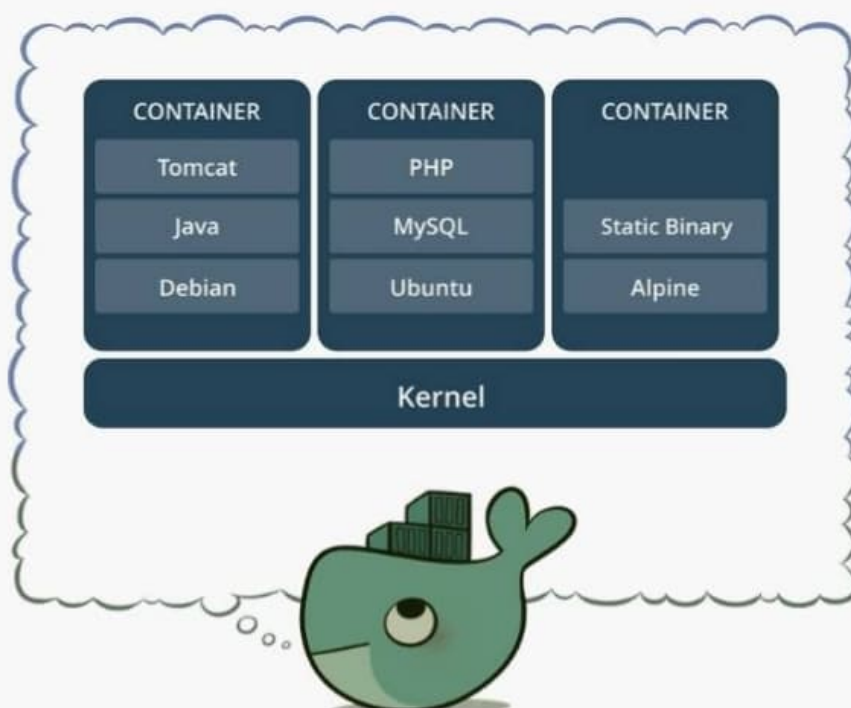 CONTAINER
Tomcat
Java
Debian
CONTAINER
PHP
MySQL
Ubuntu
CONTAINER
Static Binary
Alpine
Kernel